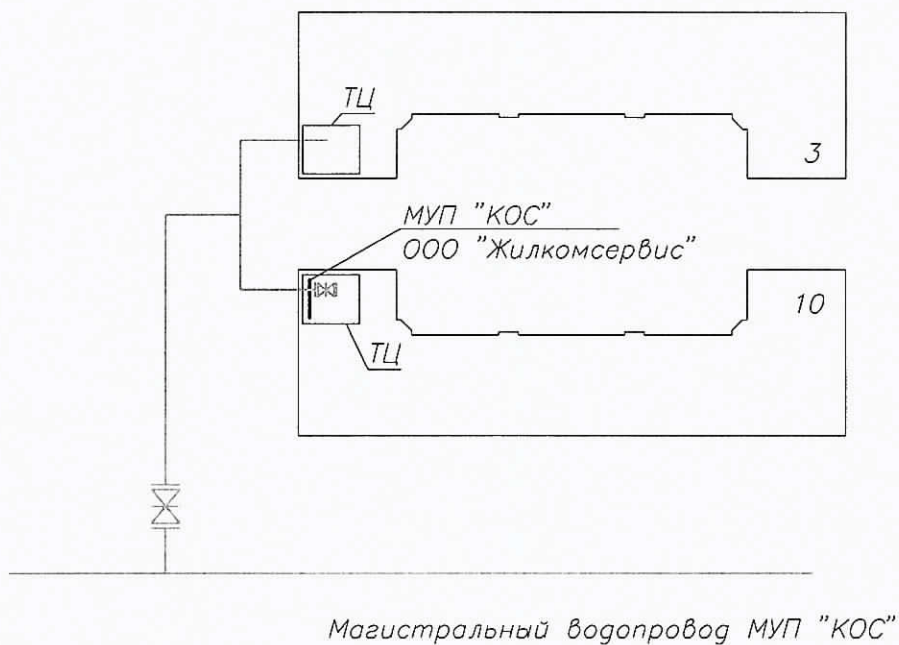 ТЦ
3
МУП "КОС"
ООО "Жилкомсервис"
10
ТЦ
Магистральный водопровод МУП "КОС"